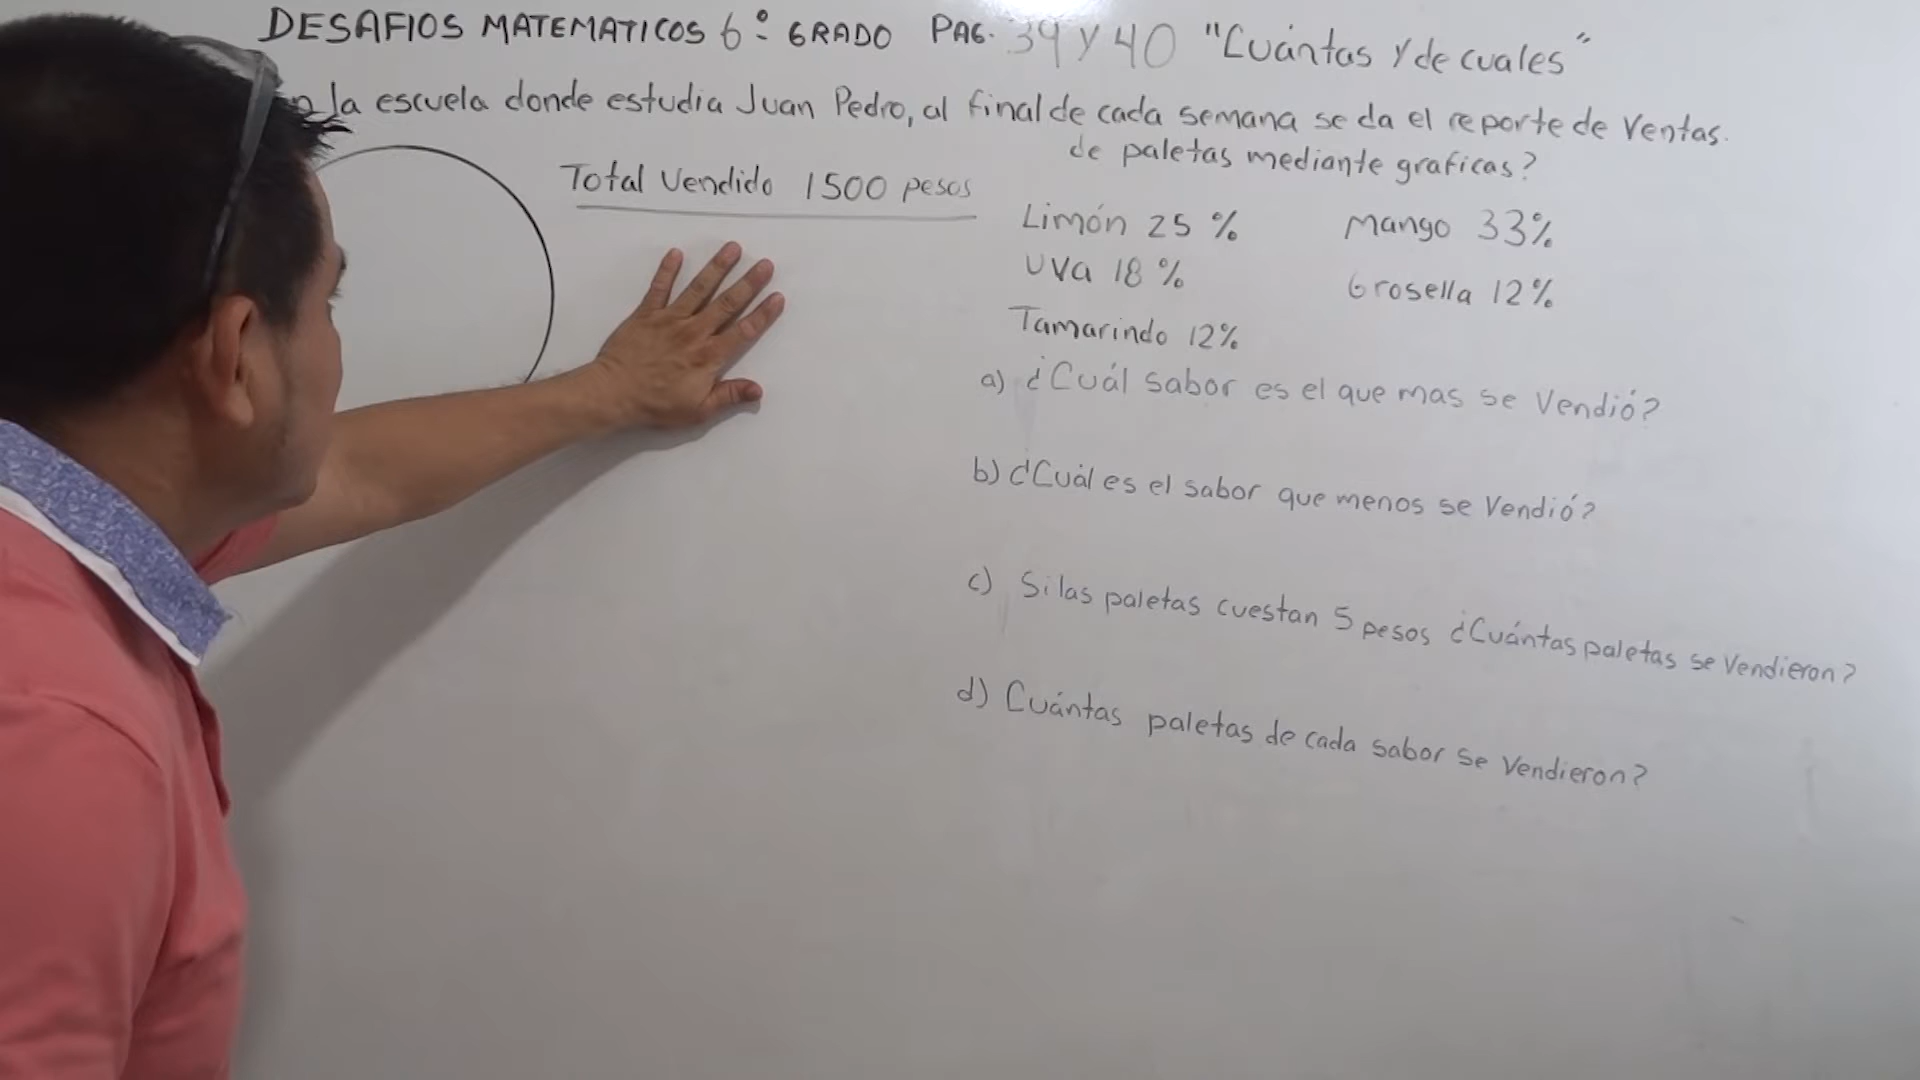 DESAFIOS MATEMATICOS 6° GRADO PAG. 39 Y 40 "Cuántas y de cuales"
la escuela donde estudia Juan Pedro, al final de cada semana se da el reporte de ventas.
de paletas mediante graficas?
Total Vendido 1500 pesos
Limón 25 %
Mango 33%
UVA 18 %
Grosella 12%
Tamarindo 12%
a) ¿Cuál sabor es el que mas se Vendió?
b) ¿Cuál es el sabor que menos se Vendió?
c) Si las paletas cuestan 5 pesos ¿Cuántas paletas se Vendieron?
d) Cuántas paletas de cada sabor se Vendieron?